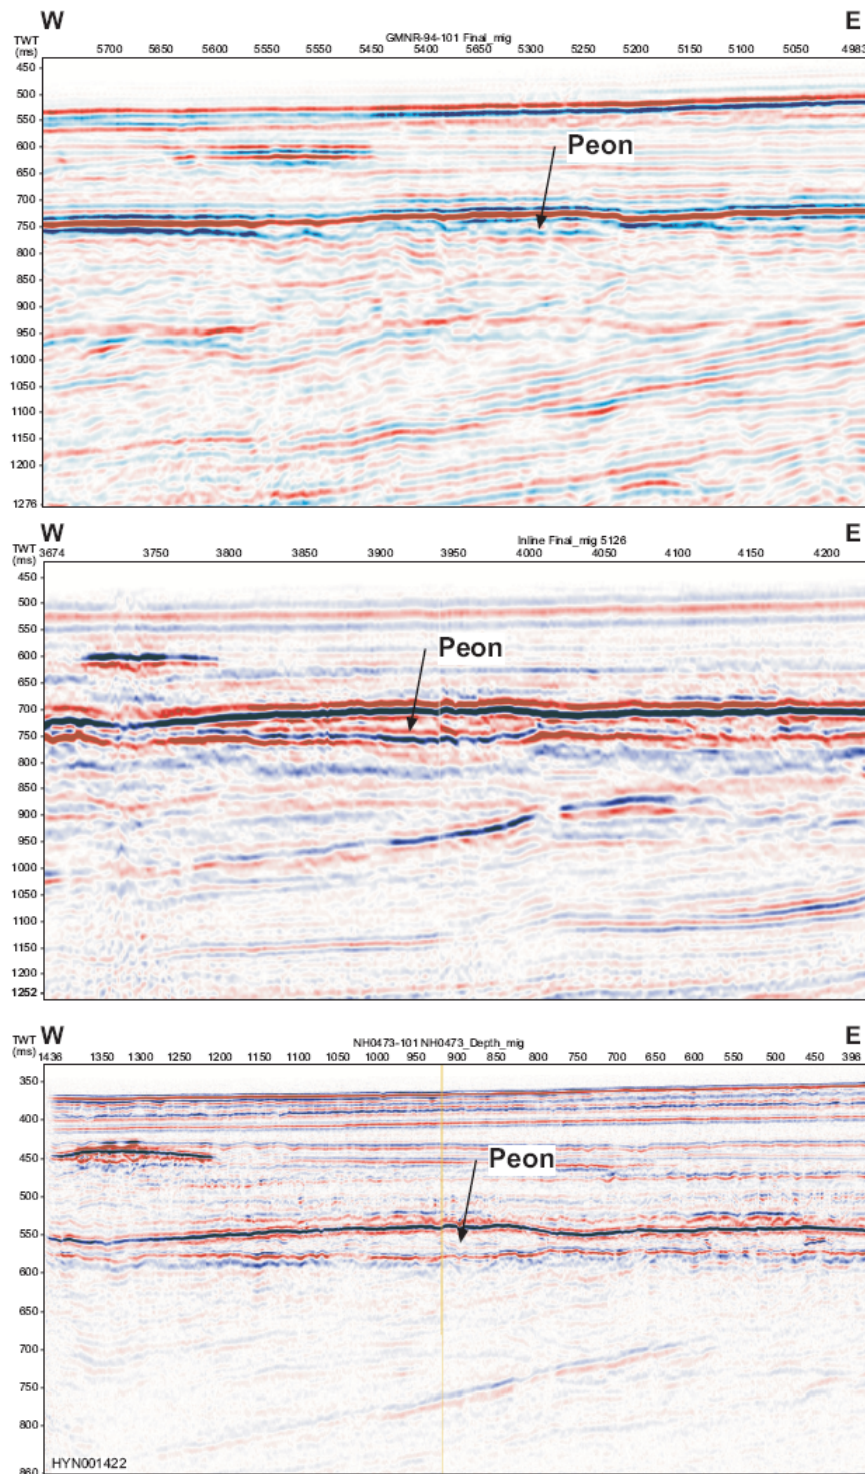 W E
GMNR-94-101 Final_mig
TWT
(ms)
5700 5650 5600 5550 5550 5450 5400 5650 5300 5250 5200 5150 5100 5050 4983
450
500
550
600
650
700
750
800
850
900
950
1000
1050
1100
1150
1200
1276
Peon
W E
Inline Final_mig 5126
TWT
(ms)
3674 3750 3800 3850 3900 3950 4000 4050 4100 4150 4200
450
500
550
600
650
700
750
800
850
900
950
1000
1050
1100
1150
1200
1252
Peon
W E
NH0473-101 NH0473_Depth_mig
TWT
(ms)
1436 1350 1300 1250 1200 1100 1050 950 900 850 800 750 700 650 600 550 500 450 396
350
400
450
500
550
600
650
700
750
800
860
Peon
HYN001422